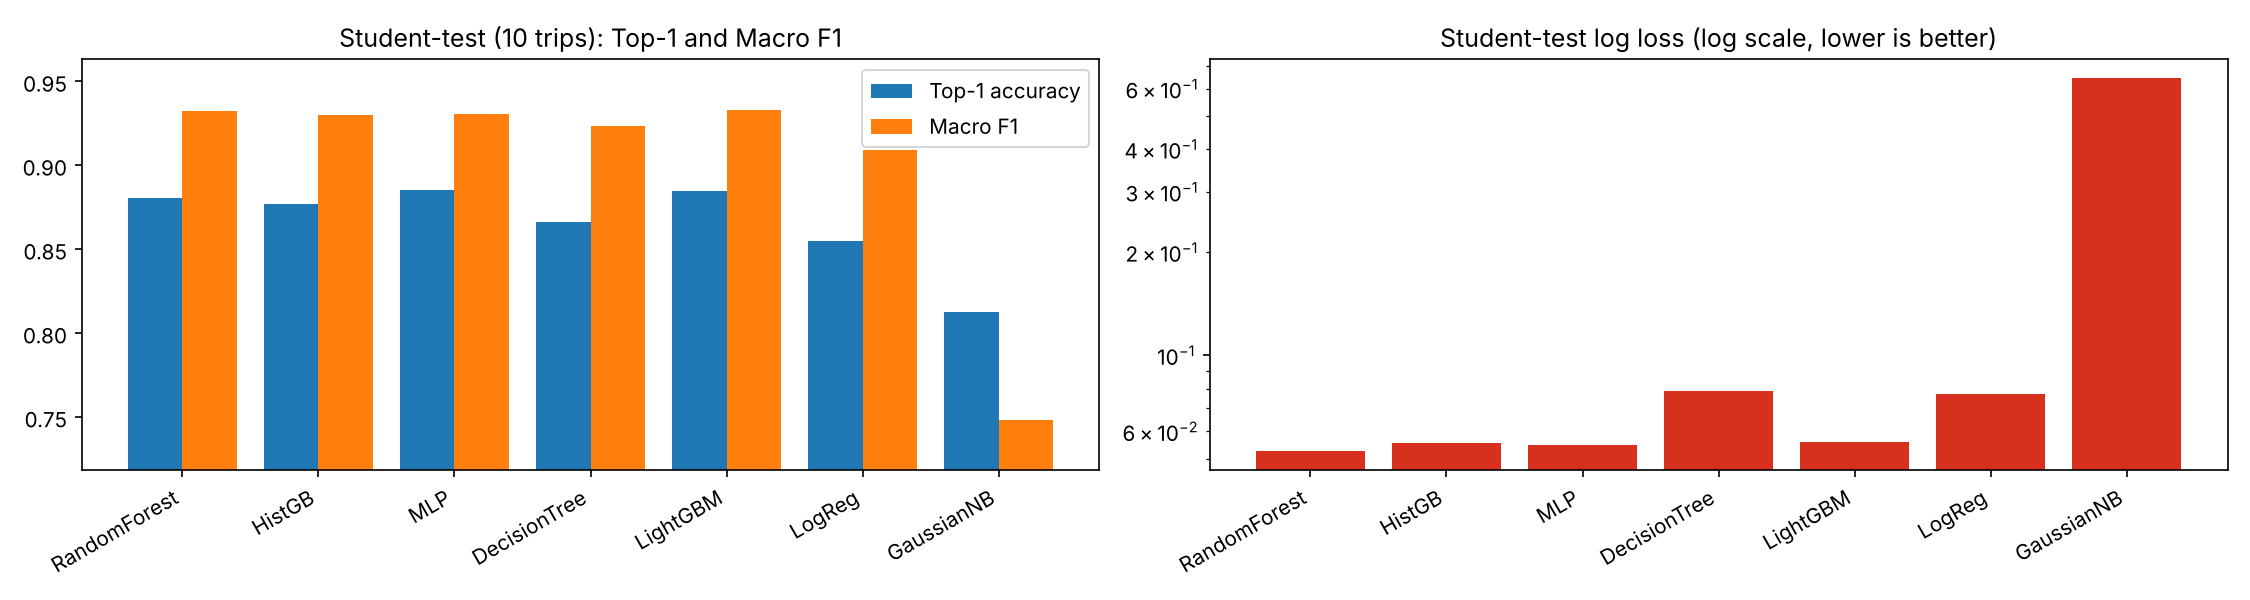 Student-test (10 trips): Top-1 and Macro F1
0.95
0.90
0.85
0.80
0.75
Top-1 accuracy
Macro F1
RandomForest
HistGB
MLP
DecisionTree
LightGBM
LogReg
GaussianNB
Student-test log loss (log scale, lower is better)
6 × 10⁻¹
4 × 10⁻¹
3 × 10⁻¹
2 × 10⁻¹
10⁻¹
6 × 10⁻²
RandomForest
HistGB
MLP
DecisionTree
LightGBM
LogReg
GaussianNB